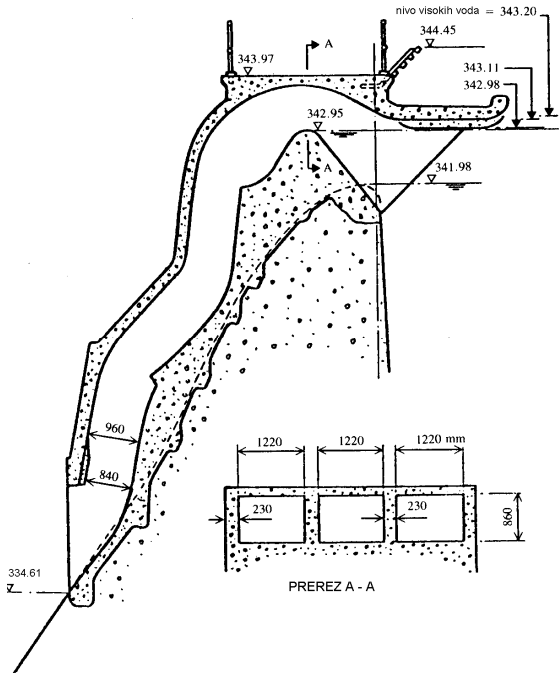 nivo visokih voda = 343.20
344.45
A
343.97
343.11
342.98
342.95
A
341.98
960
840
1220
1220
1220 mm
230
230
860
334.61
PREREZ A - A